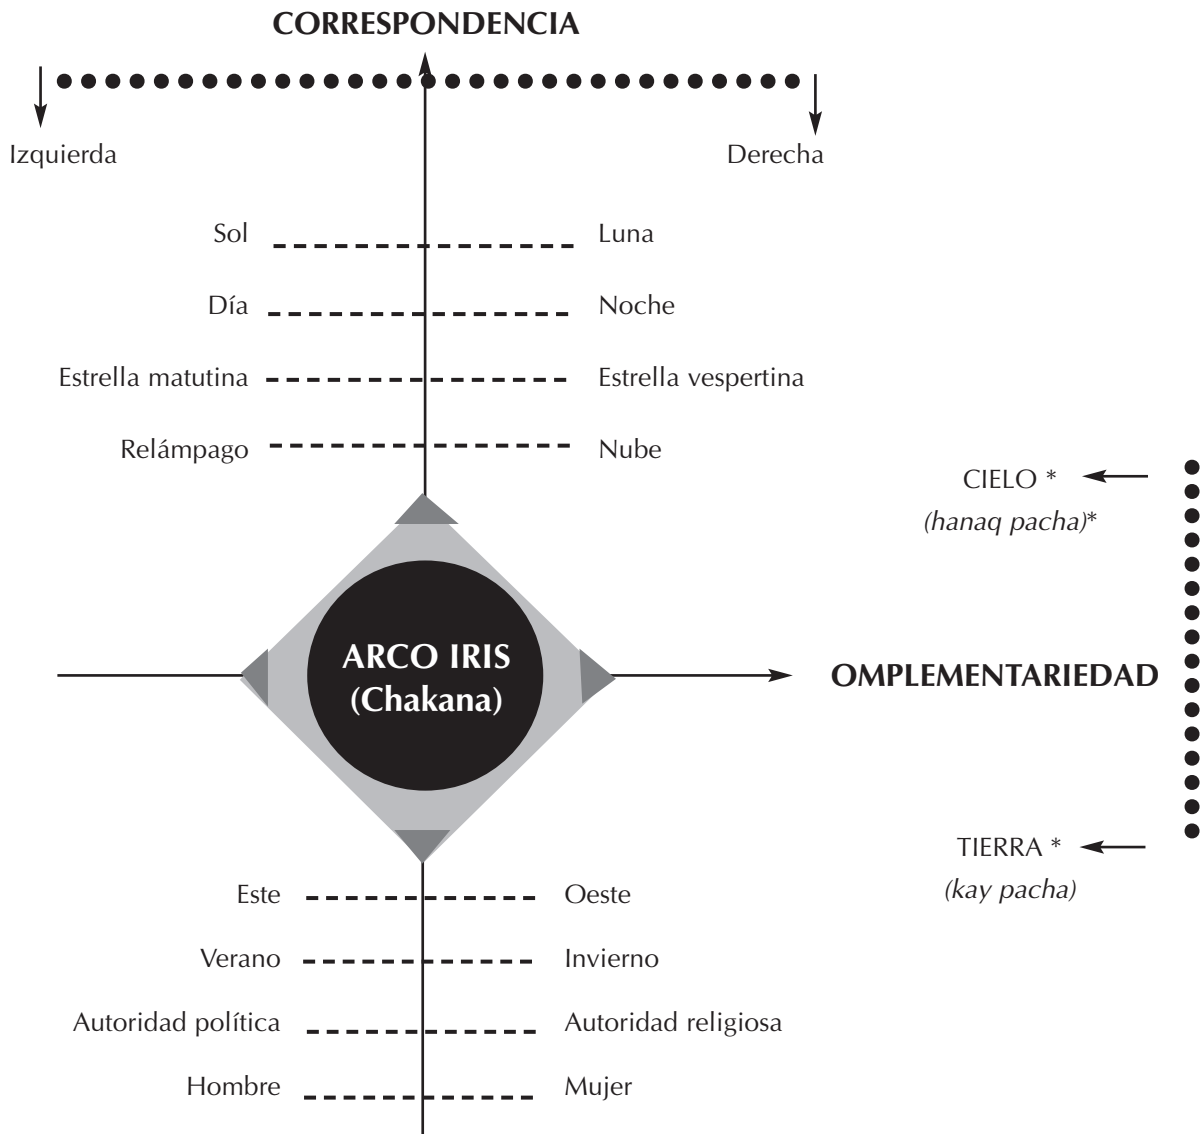 CORRESPONDENCIA
Izquierda
Derecha
Sol
Luna
Día
Noche
Estrella matutina
Estrella vespertina
Relámpago
Nube
CIELO *
(hanaq pacha)*
ARCO IRIS
(Chakana)
OMPLEMENTARIEDAD
TIERRA *
(kay pacha)
Este
Oeste
Verano
Invierno
Autoridad política
Autoridad religiosa
Hombre
Mujer